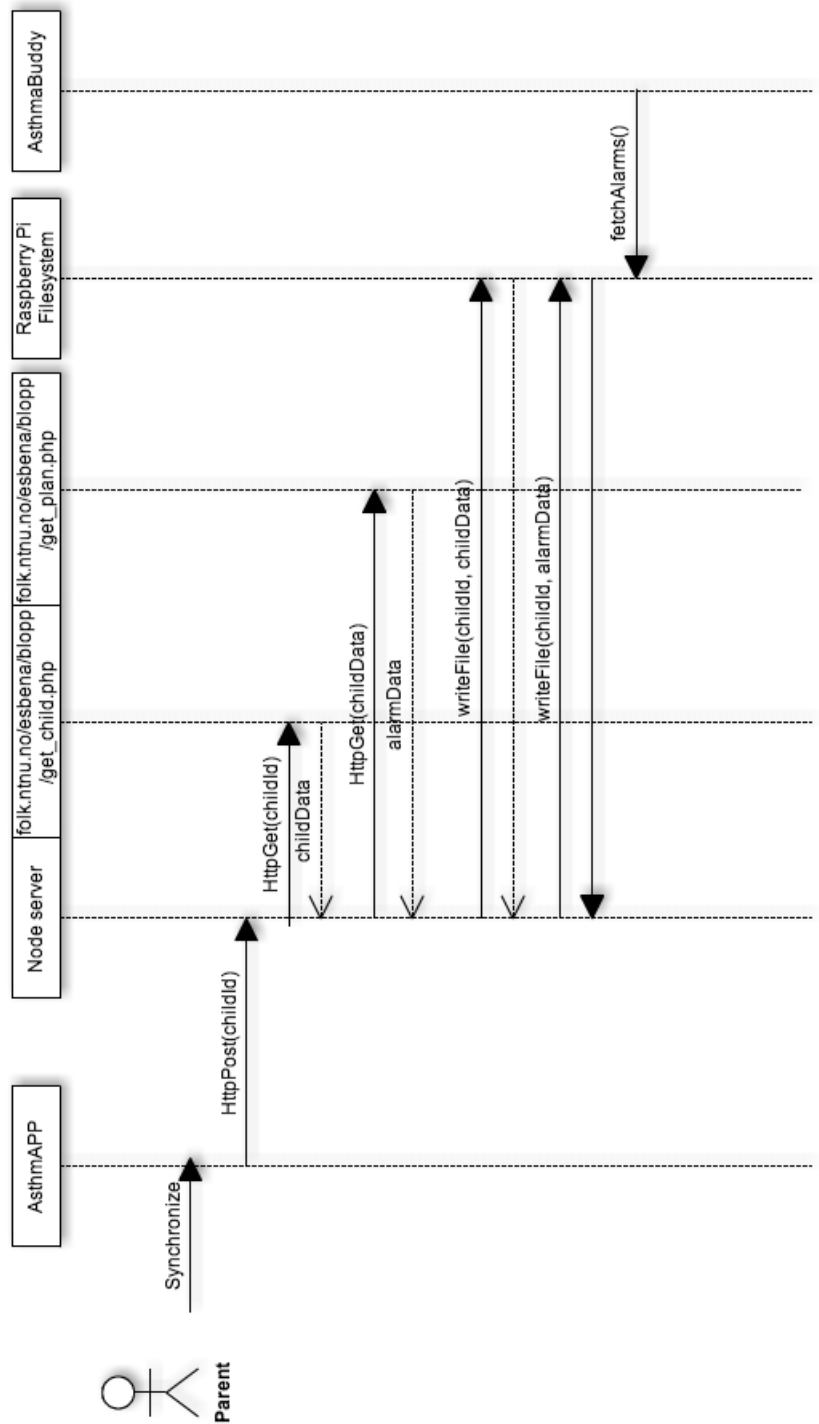 Parent
AsthmAPP
Node server
folk.ntnu.no/esbena/blopp
/get_child.php
folk.ntnu.no/esbena/blopp
/get_plan.php
Raspberry Pi
Filesystem
AsthmaBuddy
Synchronize
HttpPost(childId)
HttpGet(childId)
childData
HttpGet(childData)
alarmData
writeFile(childId, childData)
writeFile(childId, alarmData)
fetchAlarms()